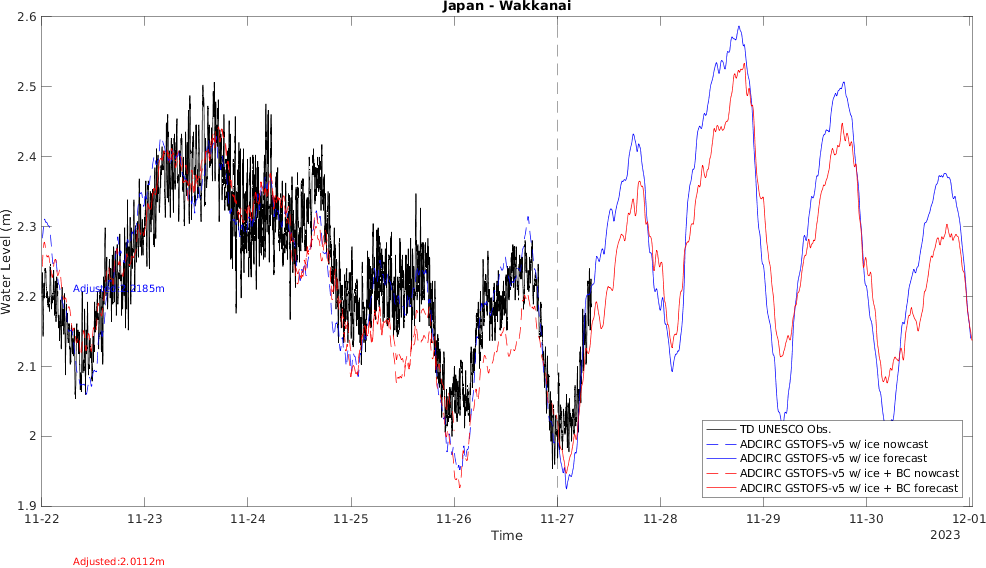 Japan - Wakkanai
2.6
2.5
2.4
2.3
2.2
2.1
2
1.9
Water Level (m)
TD UNESCO Obs.
ADCIRC GSTOFS-v5 w/ ice nowcast
ADCIRC GSTOFS-v5 w/ ice forecast
ADCIRC GSTOFS-v5 w/ ice + BC nowcast
ADCIRC GSTOFS-v5 w/ ice + BC forecast
11-22 11-23 11-24 11-25 11-26 11-27 11-28 11-29 11-30 12-01
Time
2023
Adjusted:2.0112m